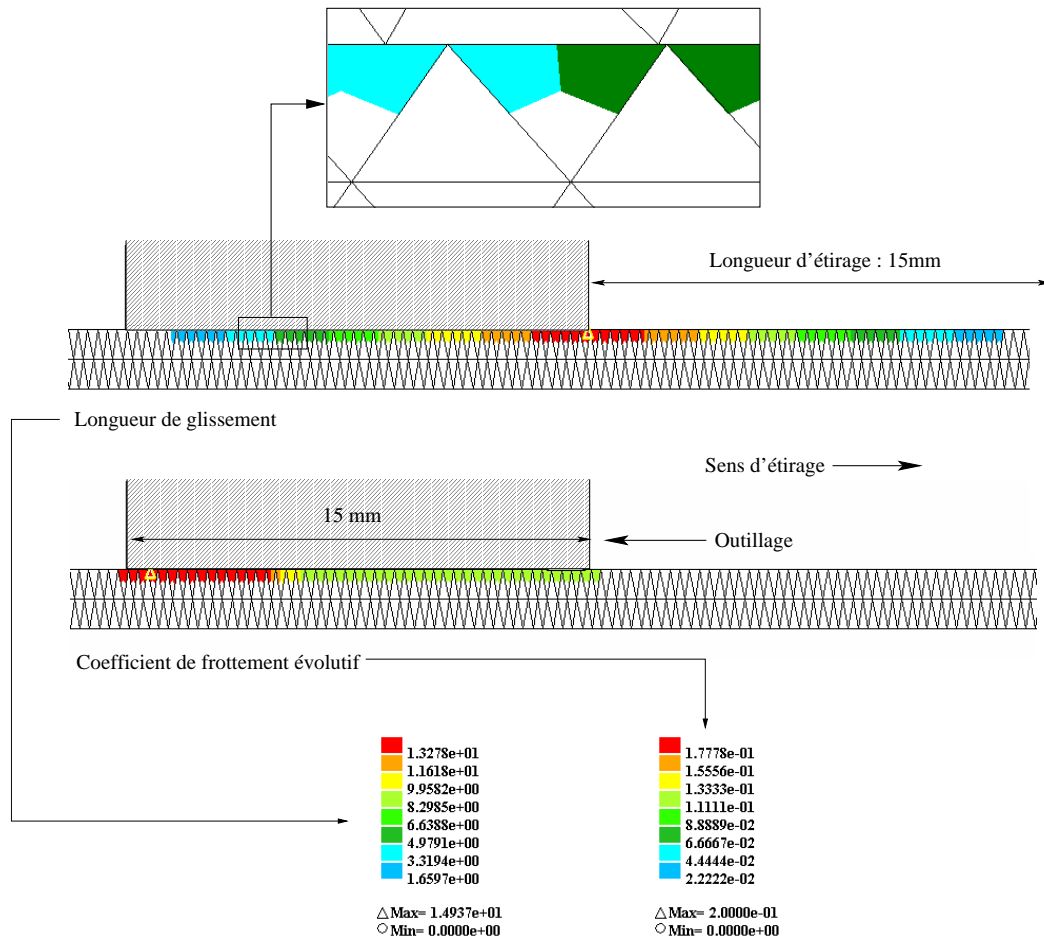 Longueur d’étirage : 15mm
Longueur de glissement
Sens d’étirage
15 mm
Outillage
Coefficient de frottement évolutif
1.3278e+01
1.1618e+01
9.9582e+00
8.2985e+00
6.6388e+00
4.9791e+00
3.3194e+00
1.6597e+00
Max= 1.4937e+01
Min= 0.0000e+00
1.7778e-01
1.5556e-01
1.3333e-01
1.1111e-01
8.8889e-02
6.6667e-02
4.4444e-02
2.2222e-02
Max= 2.0000e-01
Min= 0.0000e+00